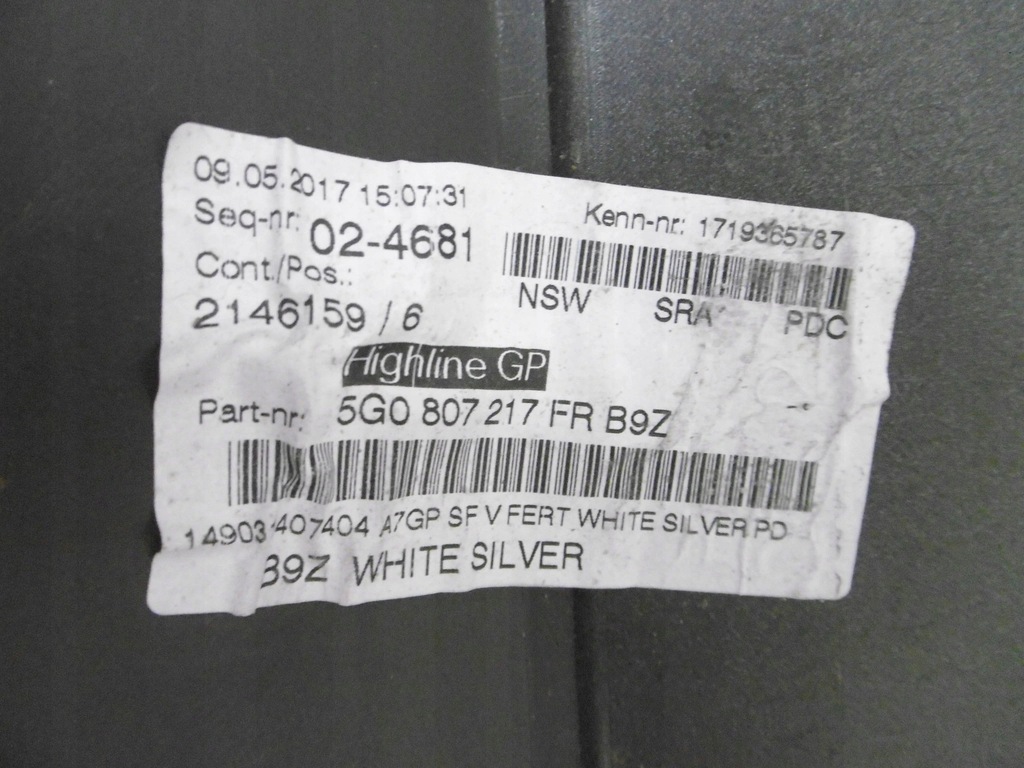 09.05.2017 15:07:31
Kenn-nr: 1719365787
Seq-nr: 02-4681
NSW SRA PDC
Cont./Pos.:
2146159 / 6
Highline GP
Part-nr: 5G0 807 217 FR B9Z
14903407404 A7GP SF V FERT WHITE SILVER PD
B9Z WHITE SILVER